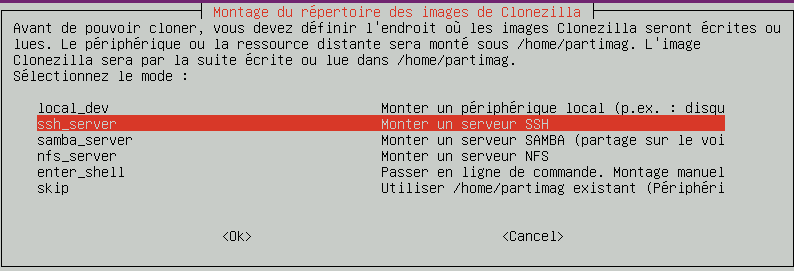 Montage du répertoire des images de Clonezilla
Avant de pouvoir cloner, vous devez définir l'endroit où les images Clonezilla seront écrites ou
lues. Le périphérique ou la ressource distante sera monté sous /home/partimag. L'image
Clonezilla sera par la suite écrite ou lue dans /home/partimag.
Sélectionnez le mode :
local_dev Monter un périphérique local (p.ex. : disqu
ssh_server Monter un serveur SSH
samba_server Monter un serveur SAMBA (partage sur le voi
nfs_server Monter un serveur NFS
enter_shell Passer en ligne de commande. Montage manuel
skip Utiliser /home/partimag existant (Périphéri
<Ok> <Cancel>